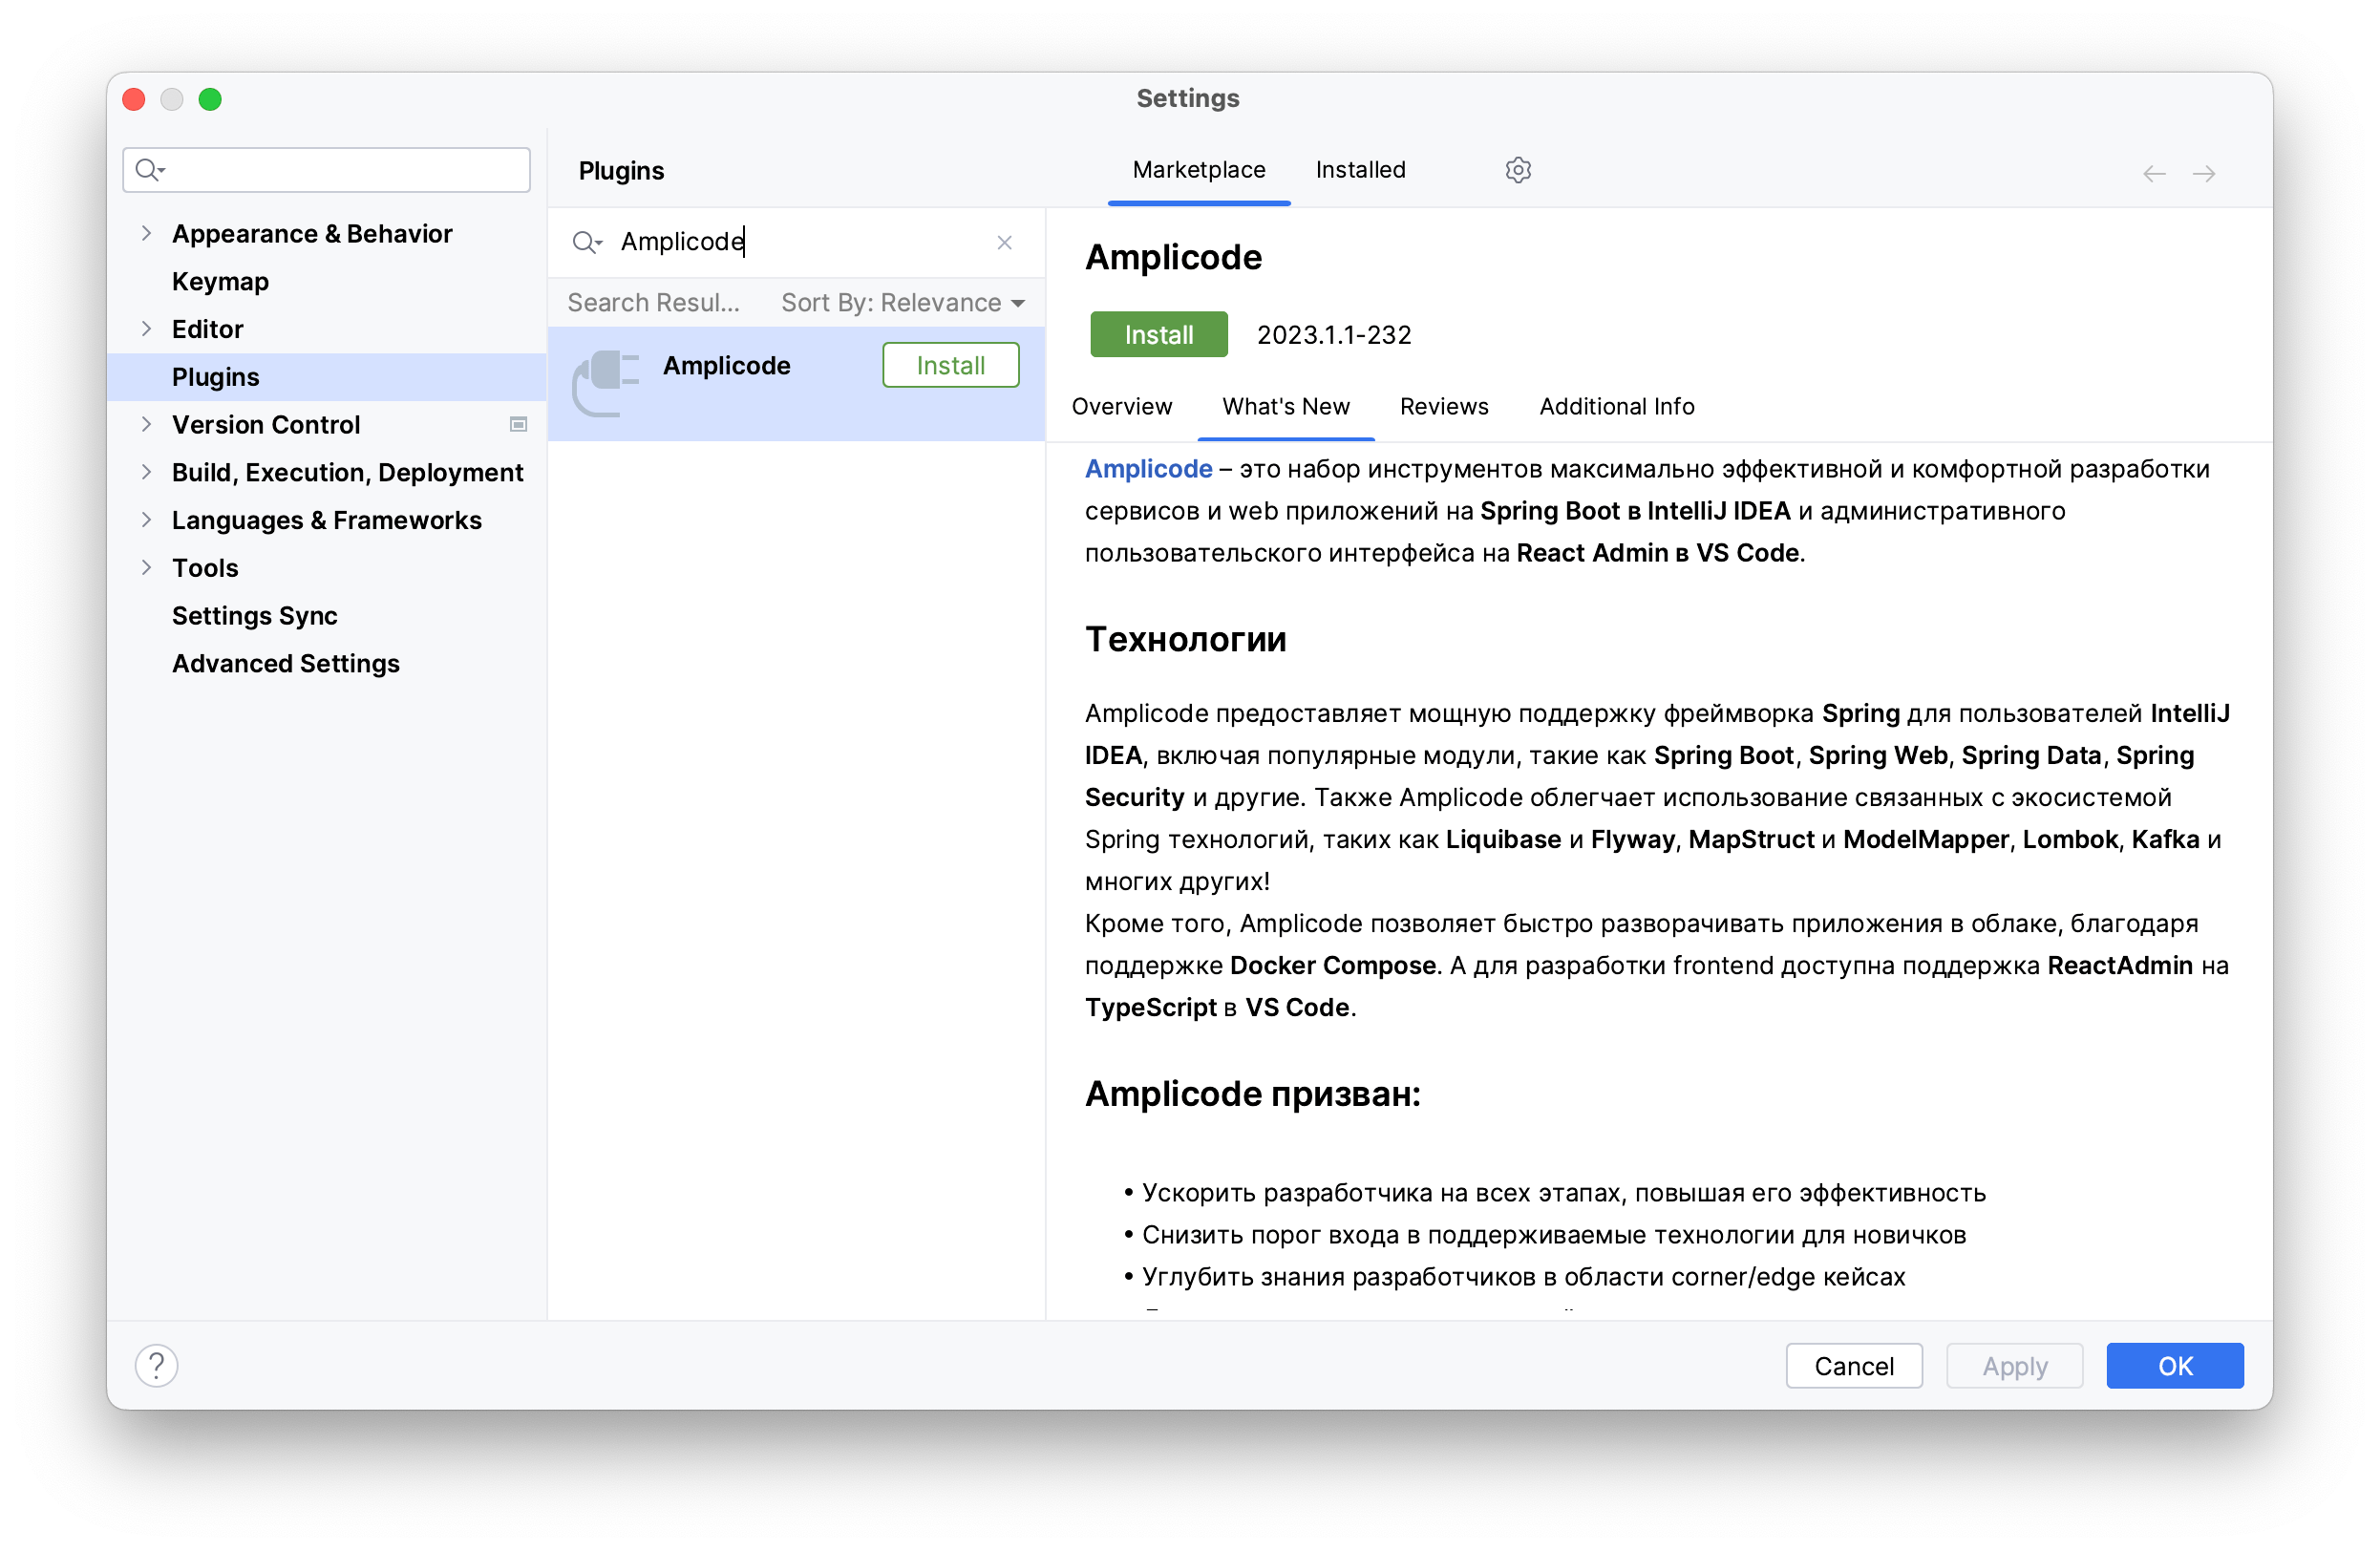 Settings
Appearance & Behavior
Keymap
Editor
Plugins
Version Control
Build, Execution, Deployment
Languages & Frameworks
Tools
Settings Sync
Advanced Settings
Plugins
Marketplace
Installed
Amplicode
Search Resul...
Sort By: Relevance
Amplicode
Install
Amplicode
Install
2023.1.1-232
Overview
What's New
Reviews
Additional Info
Amplicode – это набор инструментов максимально эффективной и комфортной разработки
сервисов и web приложений на Spring Boot в IntelliJ IDEA и административного
пользовательского интерфейса на React Admin в VS Code.
Технологии
Amplicode предоставляет мощную поддержку фреймворка Spring для пользователей IntelliJ
IDEA, включая популярные модули, такие как Spring Boot, Spring Web, Spring Data, Spring
Security и другие. Также Amplicode облегчает использование связанных с экосистемой
Spring технологий, таких как Liquibase и Flyway, MapStruct и ModelMapper, Lombok, Kafka и
многих других!
Кроме того, Amplicode позволяет быстро разворачивать приложения в облаке, благодаря
поддержке Docker Compose. А для разработки frontend доступна поддержка ReactAdmin на
TypeScript в VS Code.
Amplicode призван:
• Ускорить разработчика на всех этапах, повышая его эффективность
• Снизить порог входа в поддерживаемые технологии для новичков
• Углубить знания разработчиков в области corner/edge кейсах
?
Cancel
Apply
OK